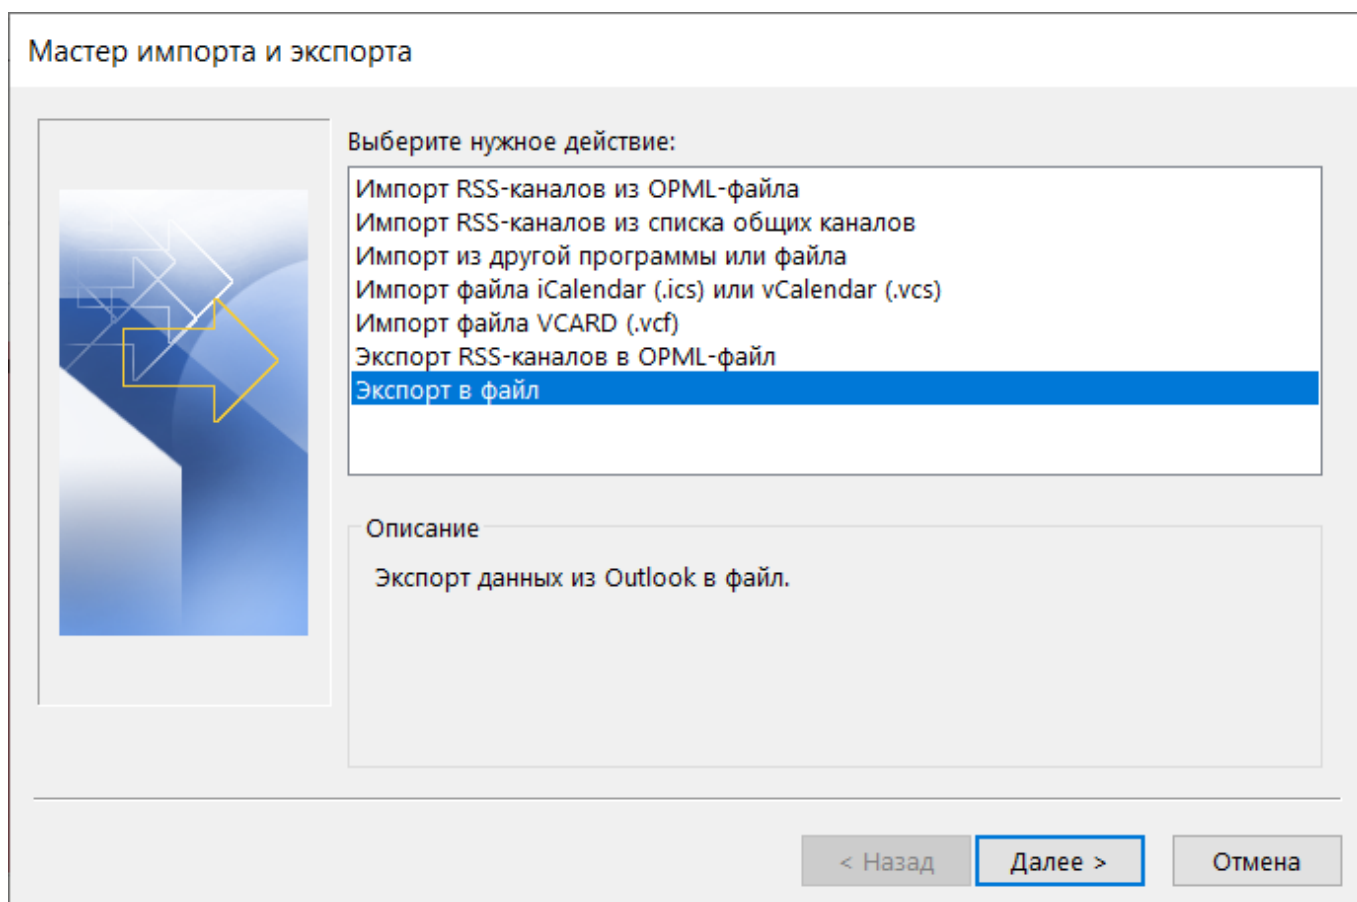 Мастер импорта и экспорта
Выберите нужное действие:
Импорт RSS-каналов из OPML-файла
Импорт RSS-каналов из списка общих каналов
Импорт из другой программы или файла
Импорт файла iCalendar (.ics) или vCalendar (.vcs)
Импорт файла VCARD (.vcf)
Экспорт RSS-каналов в OPML-файл
Экспорт в файл
Описание
Экспорт данных из Outlook в файл.
< Назад
Далее >
Отмена